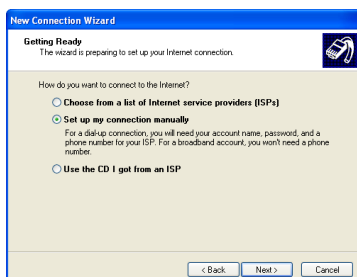 New Connection Wizard
Getting Ready
The wizard is preparing to set up your Internet connection.
How do you want to connect to the Internet?
Choose from a list of Internet service providers (ISPs)
Set up my connection manually
For a dial-up connection, you will need your account name, password, and a
phone number for your ISP. For a broadband account, you won't need a phone
number.
Use the CD I got from an ISP
< Back
Next >
Cancel